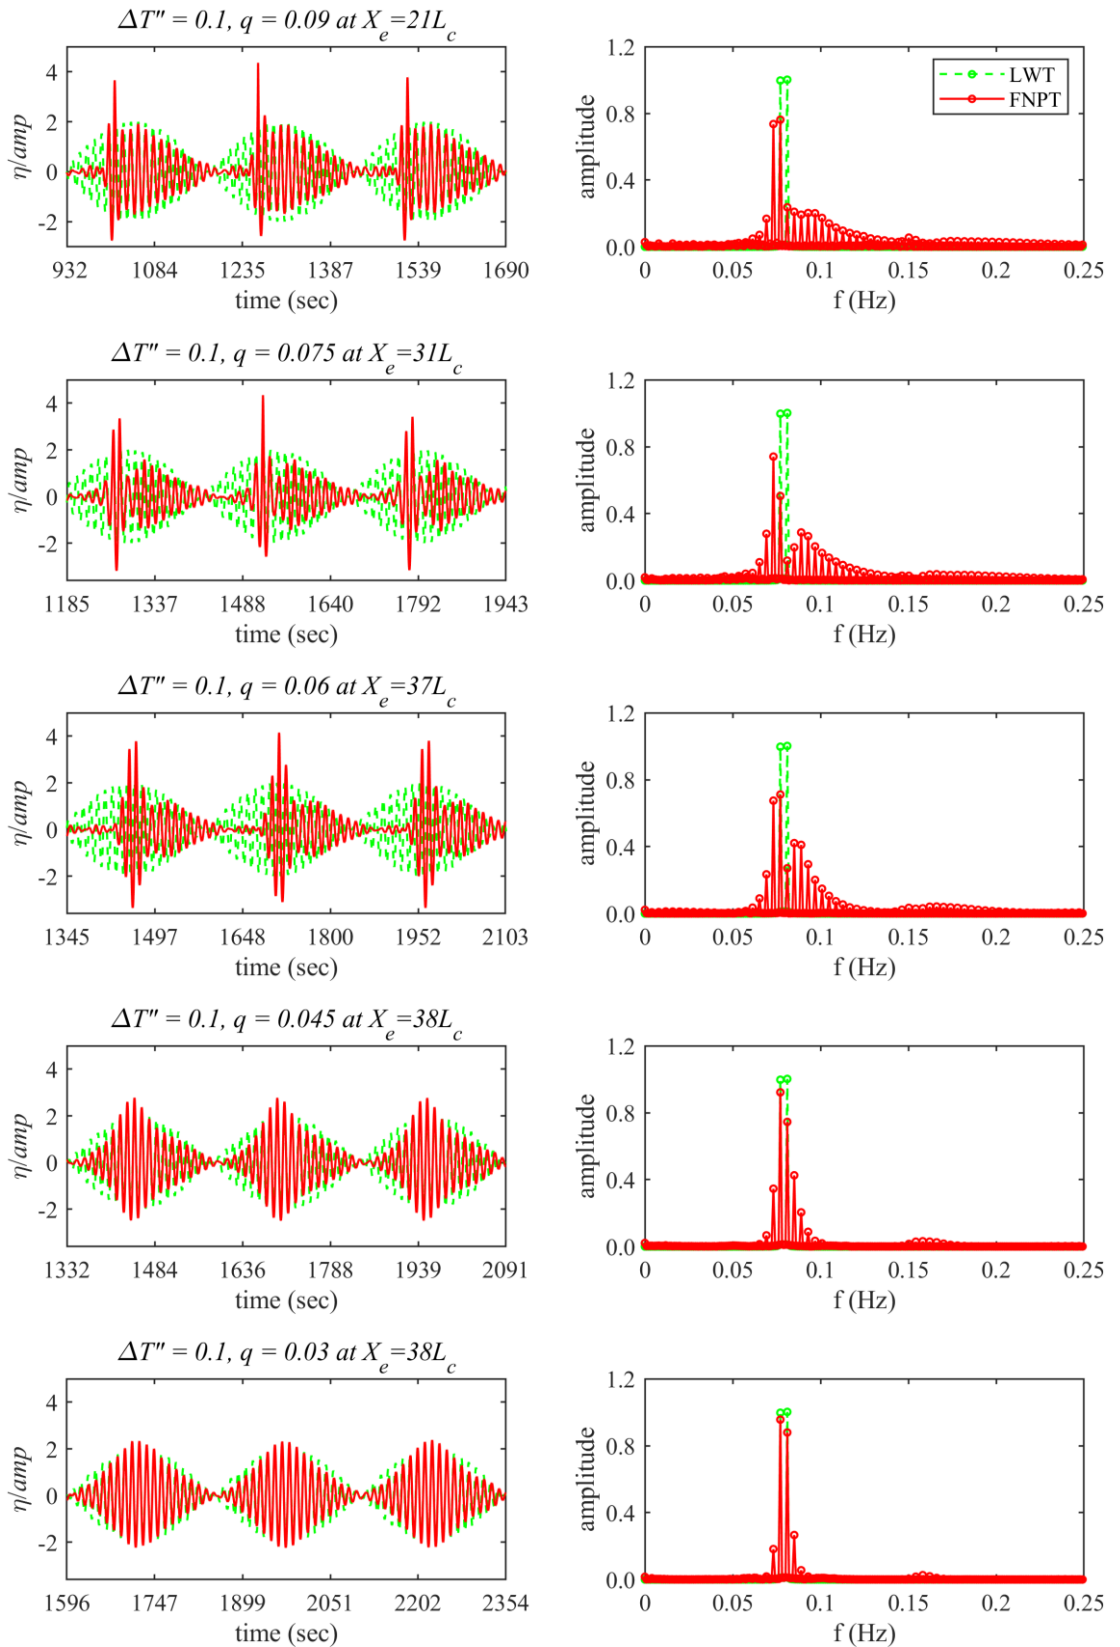 ΔT″ = 0.1, q = 0.09 at X_e=21L_c
η/amp
4
2
0
-2
932 1084 1235 1387 1539 1690
time (sec)
amplitude
1.2
0.8
0.4
0.0
0 0.05 0.1 0.15 0.2 0.25
f (Hz)
LWT
FNPT
ΔT″ = 0.1, q = 0.075 at X_e=31L_c
η/amp
4
2
0
-2
1185 1337 1488 1640 1792 1943
time (sec)
amplitude
1.2
0.8
0.4
0.0
0 0.05 0.1 0.15 0.2 0.25
f (Hz)
ΔT″ = 0.1, q = 0.06 at X_e=37L_c
η/amp
4
2
0
-2
1345 1497 1648 1800 1952 2103
time (sec)
amplitude
1.2
0.8
0.4
0.0
0 0.05 0.1 0.15 0.2 0.25
f (Hz)
ΔT″ = 0.1, q = 0.045 at X_e=38L_c
η/amp
4
2
0
-2
1332 1484 1636 1788 1939 2091
time (sec)
amplitude
1.2
0.8
0.4
0.0
0 0.05 0.1 0.15 0.2 0.25
f (Hz)
ΔT″ = 0.1, q = 0.03 at X_e=38L_c
η/amp
4
2
0
-2
1596 1747 1899 2051 2202 2354
time (sec)
amplitude
1.2
0.8
0.4
0.0
0 0.05 0.1 0.15 0.2 0.25
f (Hz)